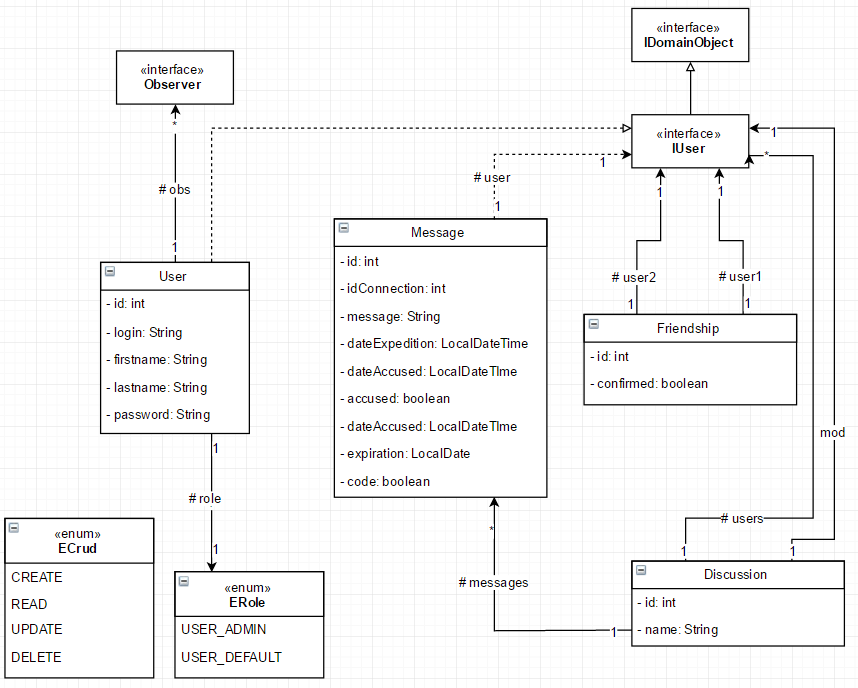 «interface»
IDomainObject
«interface»
Observer
*
# obs
1
«interface»
IUser
1
*
1
# user
1
1
1
# user2
# user1
1
1
User
- id: int
- login: String
- firstname: String
- lastname: String
- password: String
1
# role
1
Message
- id: int
- idConnection: int
- message: String
- dateExpedition: LocalDateTime
- dateAccused: LocalDateTIme
- accused: boolean
- dateAccused: LocalDateTIme
- expiration: LocalDate
- code: boolean
*
# messages
1
Friendship
- id: int
- confirmed: boolean
mod
# users
1
1
Discussion
- id: int
- name: String
«enum»
ECrud
CREATE
READ
UPDATE
DELETE
«enum»
ERole
USER_ADMIN
USER_DEFAULT